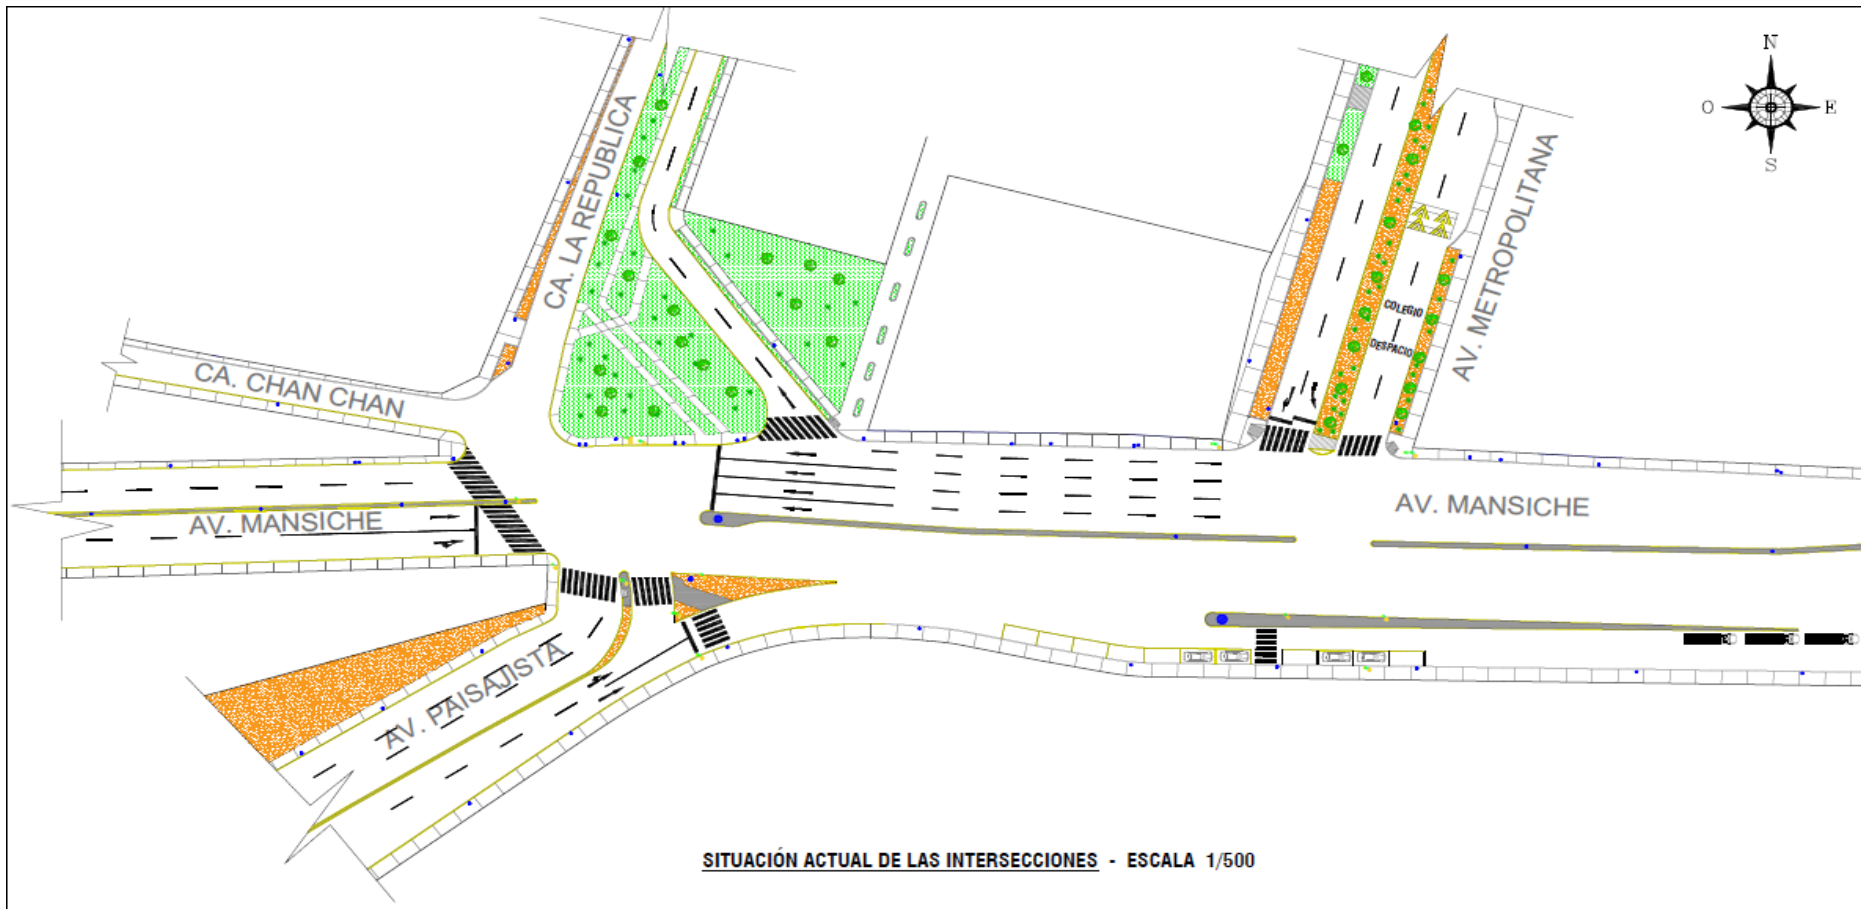 N
O E
S
CA. LA REPUBLICA
AV. METROPOLITANA
COLEGIO
DESPACIO
CA. CHAN CHAN
AV. MANSICHE
AV. MANSICHE
AV. PAISAJISTA
SITUACIÓN ACTUAL DE LAS INTERSECCIONES - ESCALA 1/500